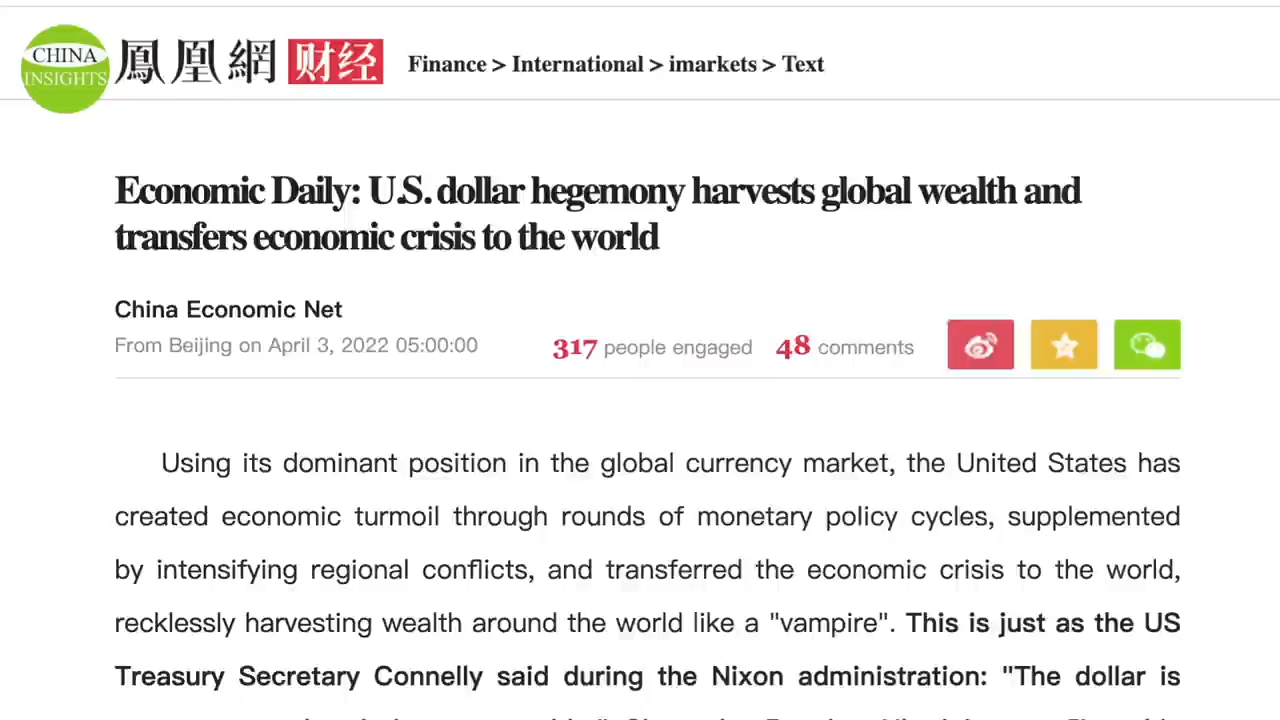 CHINA
INSIGHTS
鳳凰網 财经
Finance > International > imarkets > Text
Economic Daily: U.S. dollar hegemony harvests global wealth and
transfers economic crisis to the world
China Economic Net
From Beijing on April 3, 2022 05:00:00
317 people engaged 48 comments
Using its dominant position in the global currency market, the United States has
created economic turmoil through rounds of monetary policy cycles, supplemented
by intensifying regional conflicts, and transferred the economic crisis to the world,
recklessly harvesting wealth around the world like a "vampire". This is just as the US
Treasury Secretary Connelly said during the Nixon administration: "The dollar is